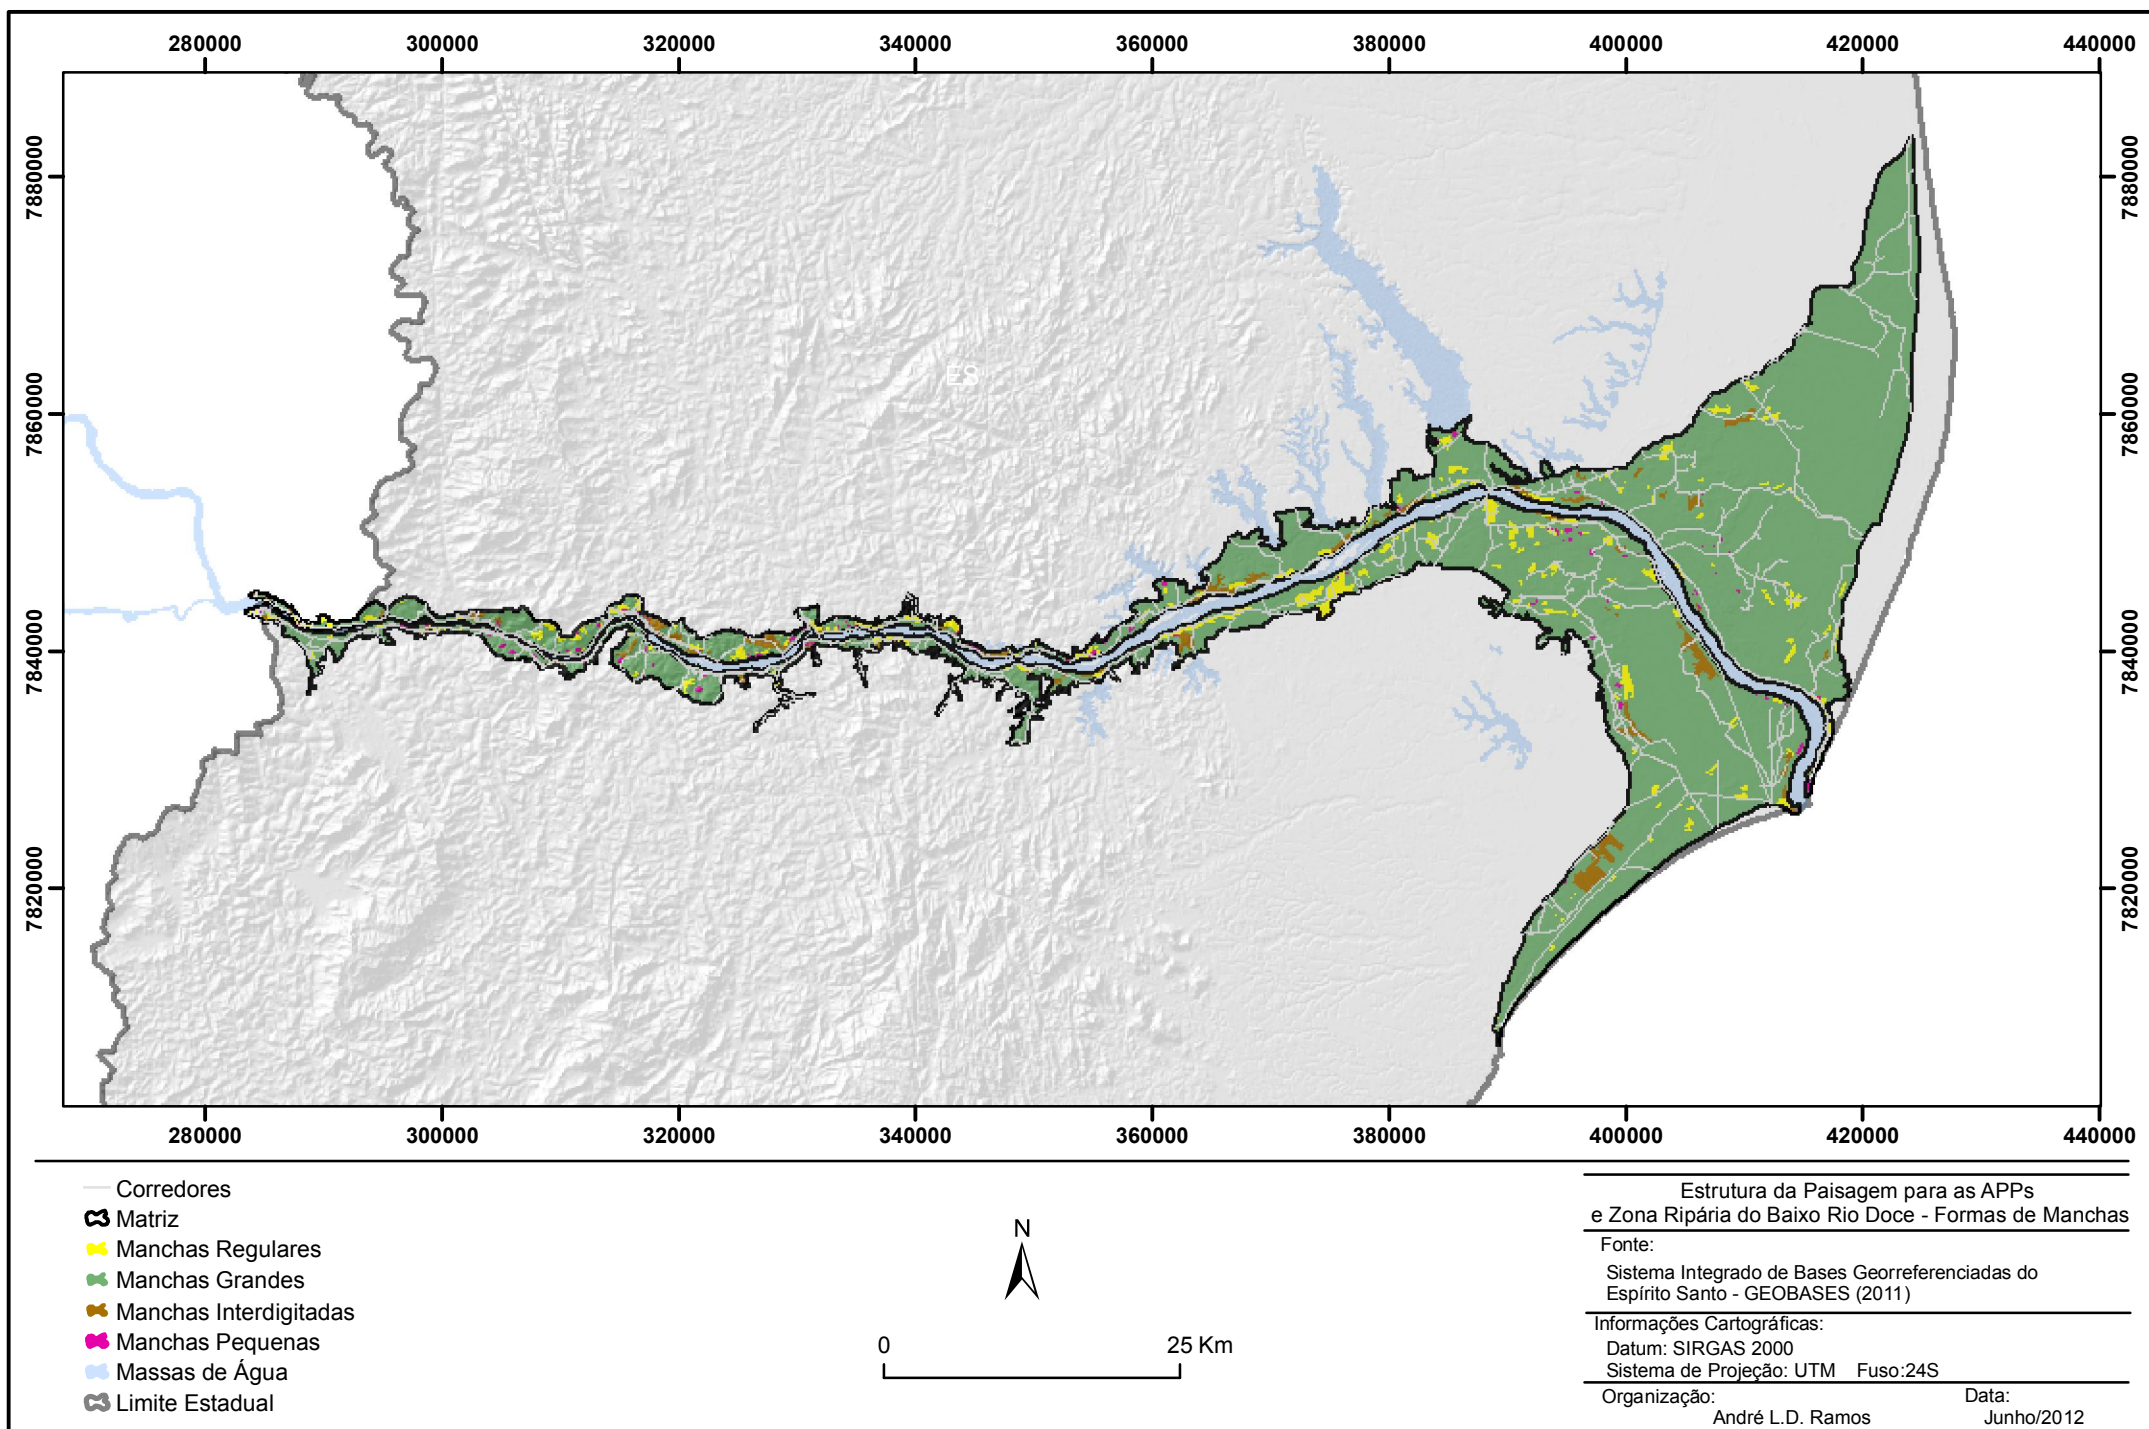 280000 300000 320000 340000 360000 380000 400000 420000 440000
7880000 7880000
7860000 7860000
ES
7840000 7840000
7820000 7820000
280000 300000 320000 340000 360000 380000 400000 420000 440000
Corredores
Matriz
Manchas Regulares
Manchas Grandes
Manchas Interdigitadas
Manchas Pequenas
Massas de Água
Limite Estadual
N
0 25 Km
Estrutura da Paisagem para as APPs
e Zona Ripária do Baixo Rio Doce - Formas de Manchas
Fonte:
Sistema Integrado de Bases Georreferenciadas do
Espírito Santo - GEOBASES (2011)
Informações Cartográficas:
Datum: SIRGAS 2000
Sistema de Projeção: UTM Fuso:24S
Organização: Data:
André L.D. Ramos Junho/2012